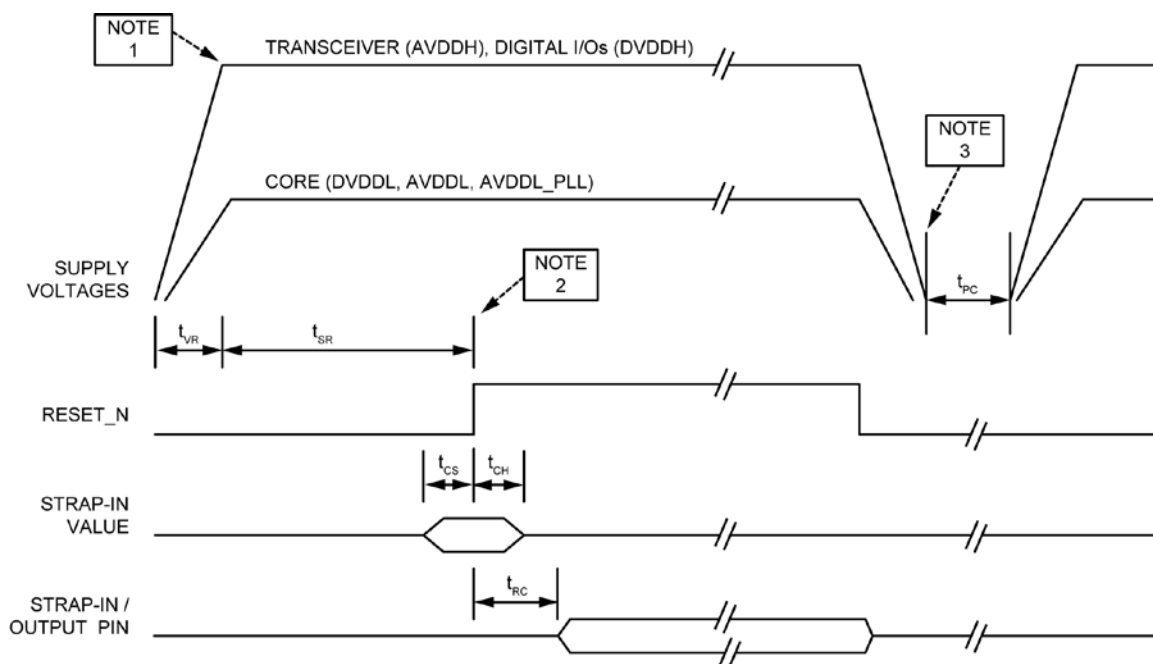 NOTE
1
TRANSCEIVER (AVDDH), DIGITAL I/Os (DVDDH)
NOTE
3
CORE (DVDDL, AVDDL, AVDDL_PLL)
NOTE
2
SUPPLY
VOLTAGES
tPC
tVR
tSR
RESET_N
tCS
tCH
STRAP-IN
VALUE
tRC
STRAP-IN /
OUTPUT PIN